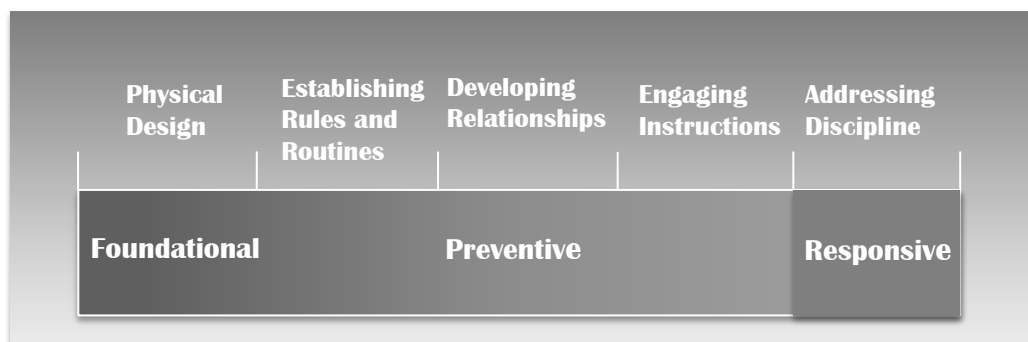 Physical
Design
Establishing
Rules and
Routines
Developing
Relationships
Engaging
Instructions
Addressing
Discipline
Foundational
Preventive
Responsive